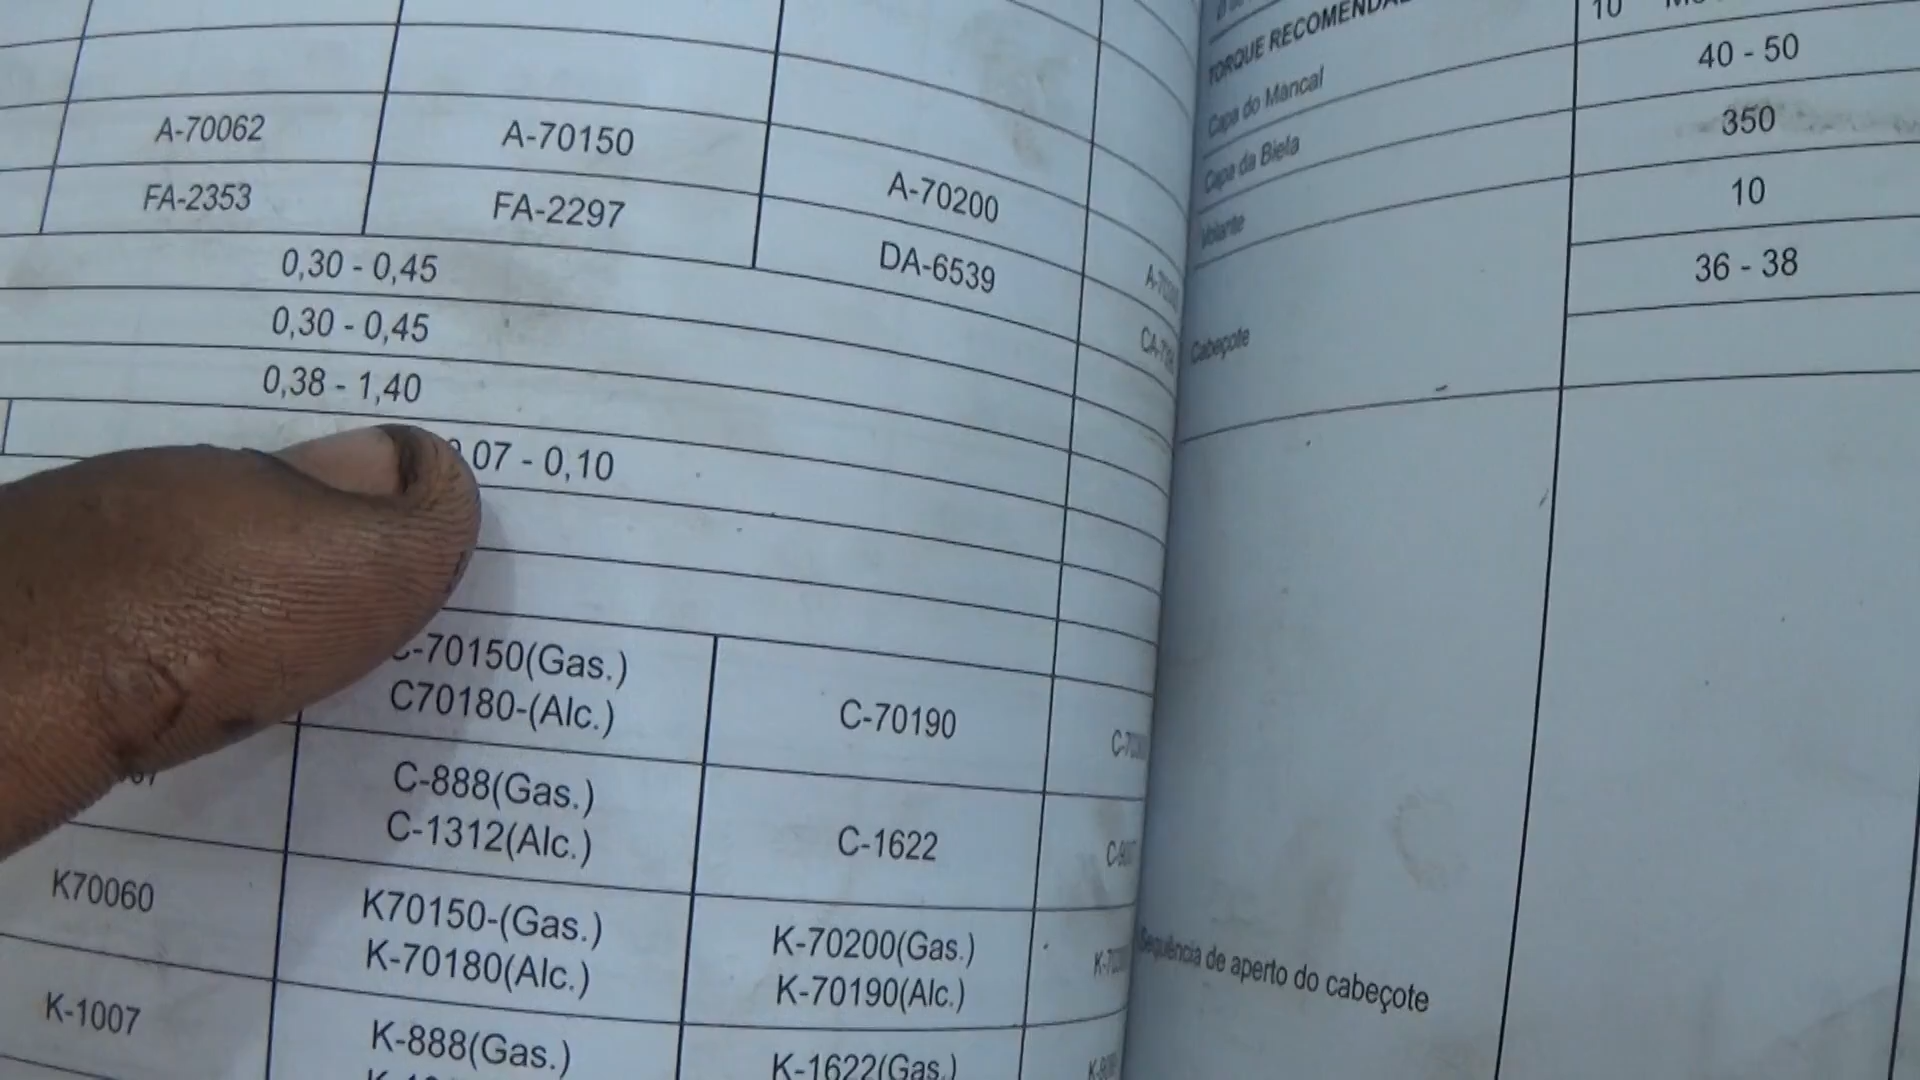 A-70062 A-70150 A-70200
FA-2353 FA-2297 DA-6539
0,30 - 0,45
0,30 - 0,45
0,38 - 1,40
,07 - 0,10
-70150(Gas.)
C70180-(Alc.)
C-70190
C-888(Gas.)
C-1312(Alc.)
C-1622
K70060
K70150-(Gas.)
K-70180(Alc.)
K-70200(Gas.)
K-70190(Alc.)
K-1007
K-888(Gas.)
K-1622(Gas.)
TORQUE RECOMENDA
10
Capa do Mancal
40 - 50
Capa da Biela
350
Volante
10
36 - 38
Cabeçote
Sequência de aperto do cabeçote